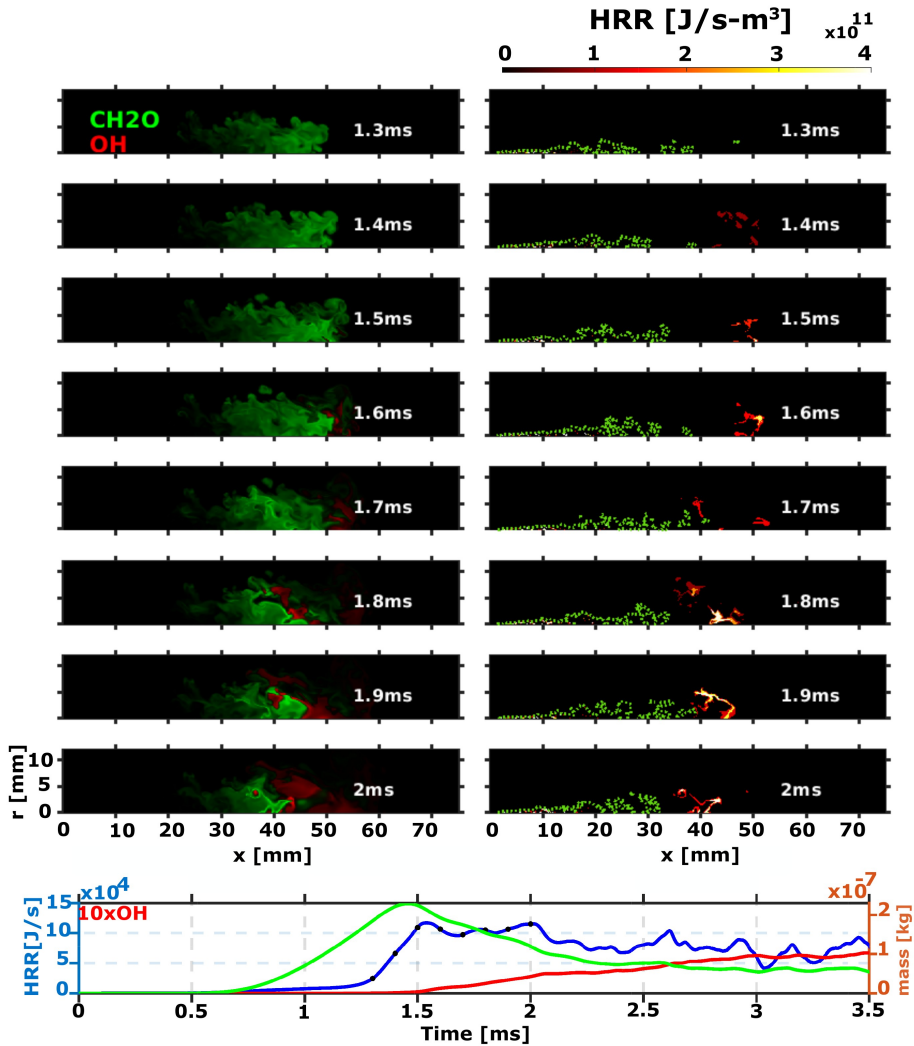 HRR [J/s-m³]
x10^11
0 1 2 3 4
CH2O
OH
1.3ms 1.3ms
1.4ms 1.4ms
1.5ms 1.5ms
1.6ms 1.6ms
1.7ms 1.7ms
1.8ms 1.8ms
1.9ms 1.9ms
2ms 2ms
r [mm]
10
5
0
0 10 20 30 40 50 60 70
x [mm]
0 10 20 30 40 50 60 70
x [mm]
x10^4
x10^-7
10xOH
HRR[J/s]
15
10
5
0
mass [kg]
2
1
0
0 0.5 1 1.5 2 2.5 3 3.5
Time [ms]